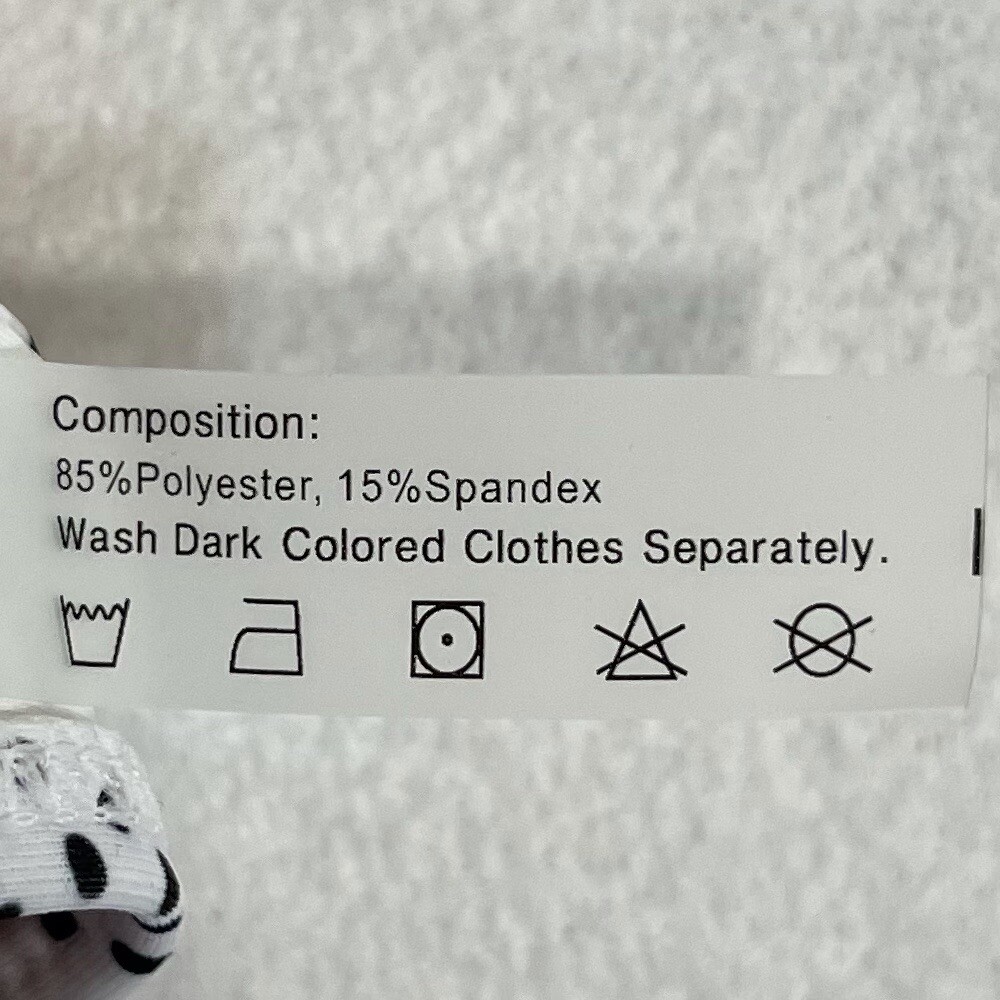 Composition:
85%Polyester, 15%Spandex
Wash Dark Colored Clothes Separately.